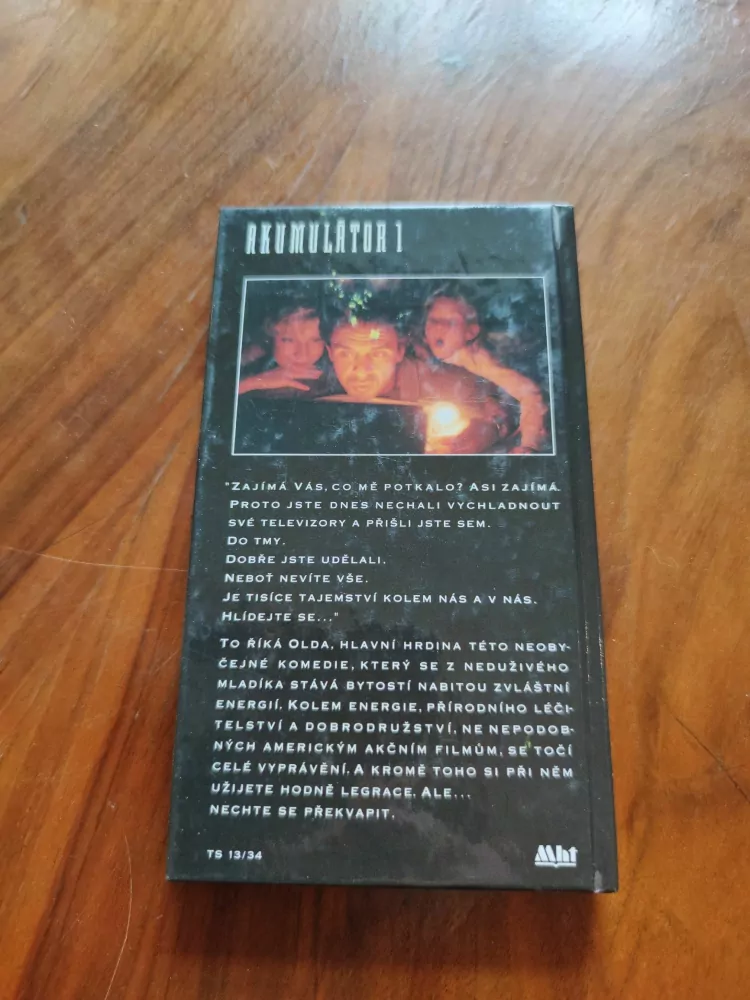 AKUMULÁTOR 1
"ZAJÍMÁ VÁS, CO MĚ POTKALO? ASI ZAJÍMÁ.
PROTO JSTE DNES NECHALI VYCHLADNOUT
SVÉ TELEVIZORY A PŘIŠLI JSTE SEM.
DO TMY.
DOBŘE JSTE UDĚLALI.
NEBOŤ NEVÍTE VŠE.
JE TISÍCE TAJEMSTVÍ KOLEM NÁS A V NÁS.
HLÍDEJTE SE..."
TO ŘÍKÁ OLDA, HLAVNÍ HRDINA TÉTO NEOBY-
ČEJNÉ KOMEDIE, KTERÝ SE Z NEDUŽIVÉHO
MLADÍKA STÁVÁ BYTOSTÍ NABITOU ZVLÁŠTNÍ
ENERGIÍ. KOLEM ENERGIE, PŘÍRODNÍHO LÉČI-
TELSTVÍ A DOBRODRUŽSTVÍ, NE NEPODOB-
NÝCH AMERICKÝM AKČNÍM FILMŮM, SE TOČÍ
CELÉ VYPRÁVĚNÍ. A KROMĚ TOHO SI PŘI NĚM
UŽIJETE HODNĚ LEGRACE. ALE...
NECHTE SE PŘEKVAPIT.
TS 13/34
Mht